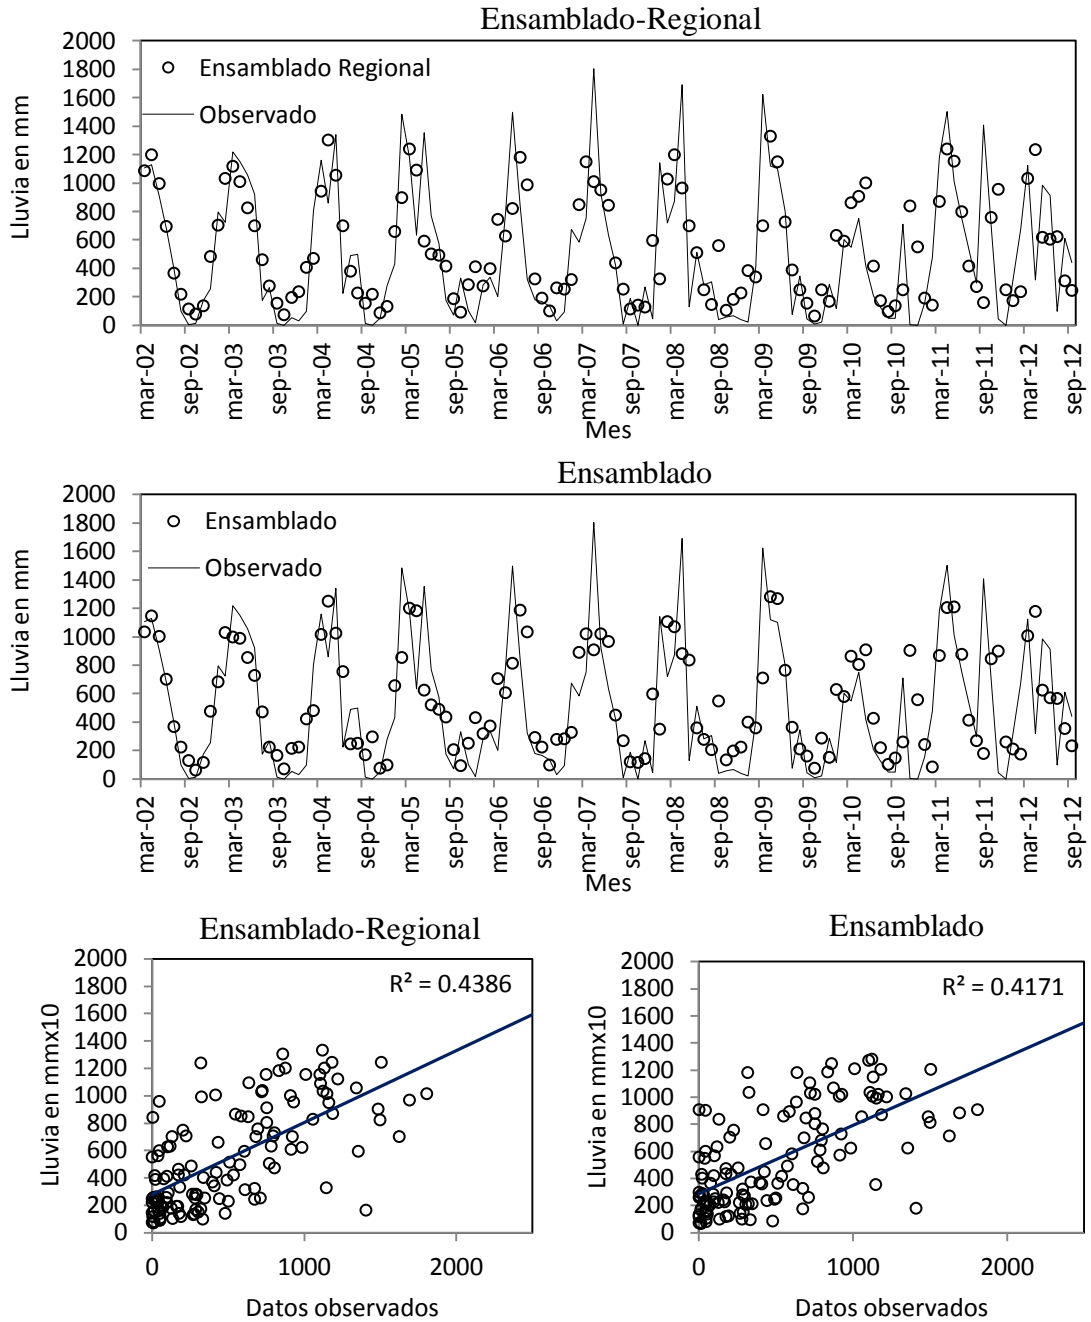 Ensamblado-Regional
Lluvia en mm
2000
1800
1600
1400
1200
1000
800
600
400
200
0
Ensamblado Regional
Observado
mar-02
sep-02
mar-03
sep-03
mar-04
sep-04
mar-05
sep-05
mar-06
sep-06
mar-07
sep-07
mar-08
sep-08
mar-09
sep-09
mar-10
sep-10
mar-11
sep-11
mar-12
sep-12
Mes
Ensamblado
Lluvia en mm
2000
1800
1600
1400
1200
1000
800
600
400
200
0
Ensamblado
Observado
mar-02
sep-02
mar-03
sep-03
mar-04
sep-04
mar-05
sep-05
mar-06
sep-06
mar-07
sep-07
mar-08
sep-08
mar-09
sep-09
mar-10
sep-10
mar-11
sep-11
mar-12
sep-12
Mes
Ensamblado-Regional
Lluvia en mmx10
2000
1800
1600
1400
1200
1000
800
600
400
200
0
R² = 0.4386
0
1000
2000
Datos observados
Ensamblado
Lluvia en mmx10
2000
1800
1600
1400
1200
1000
800
600
400
200
0
R² = 0.4171
0
1000
2000
Datos observados